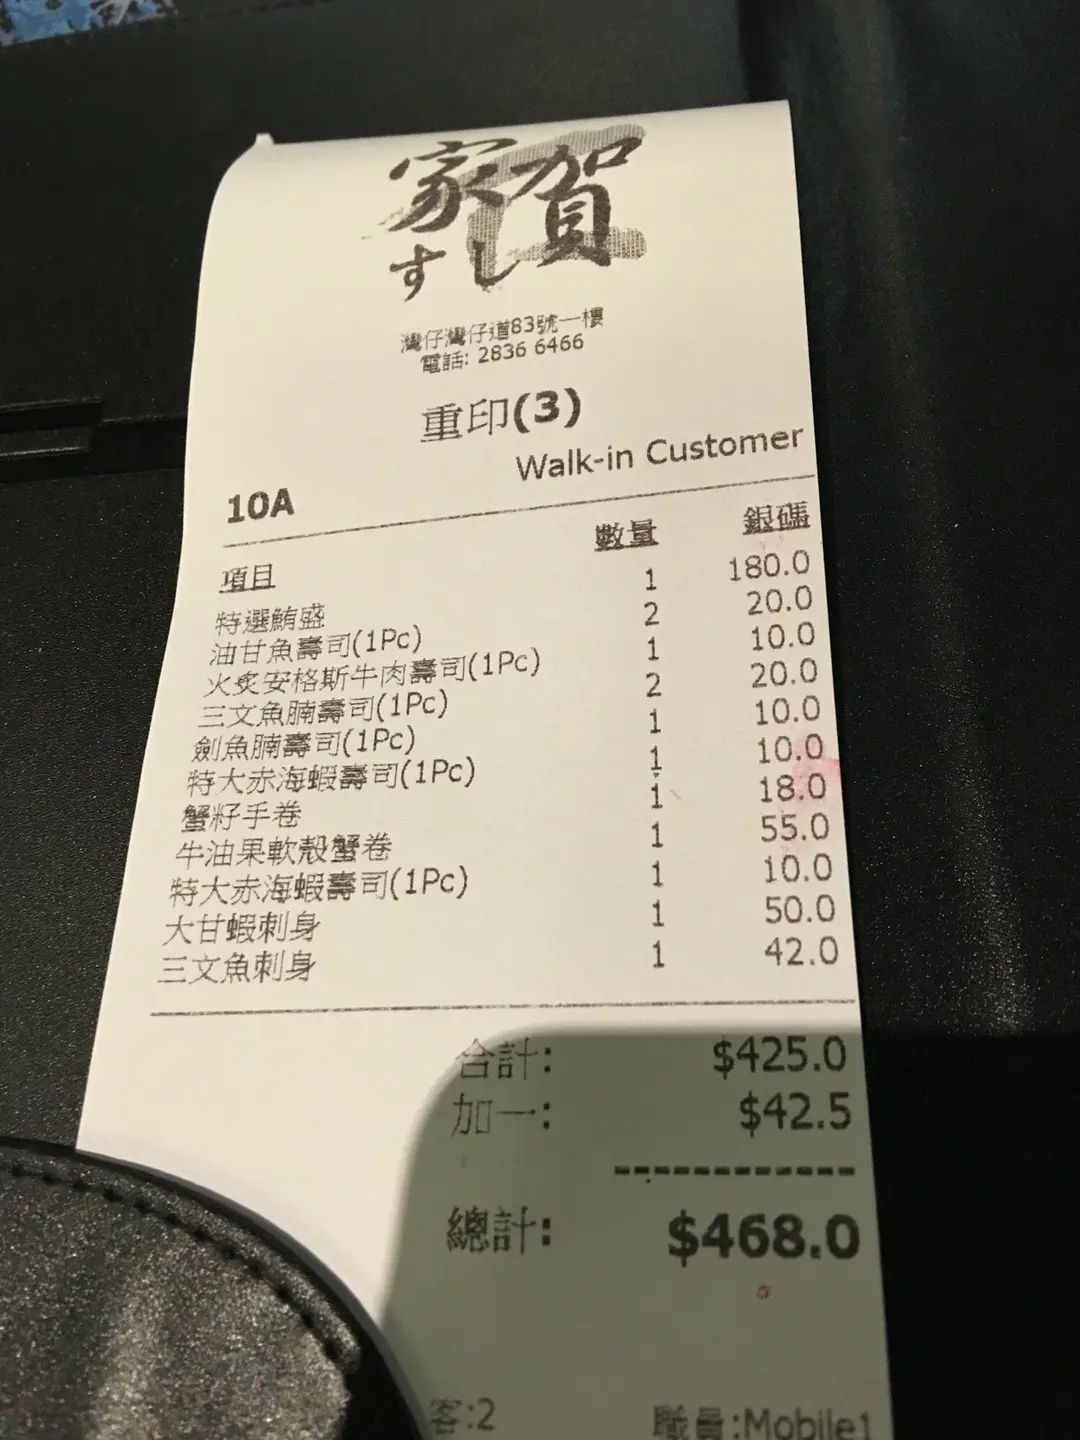 賀家
すし
灣仔灣仔道83號一樓
電話: 2836 6466
重印(3)
Walk-in Customer
10A
項目 數量 銀碼
特選鮪盛 1 180.0
油甘魚壽司(1Pc) 2 20.0
火炙安格斯牛肉壽司(1Pc) 1 10.0
三文魚腩壽司(1Pc) 2 20.0
劍魚腩壽司(1Pc) 1 10.0
特大赤海蝦壽司(1Pc) 1 10.0
蟹籽手卷 1 18.0
牛油果軟殼蟹卷 1 55.0
特大赤海蝦壽司(1Pc) 1 10.0
大甘蝦刺身 1 50.0
三文魚刺身 1 42.0
合計: $425.0
加一: $42.5
總計: $468.0
客:2 職員:Mobile1